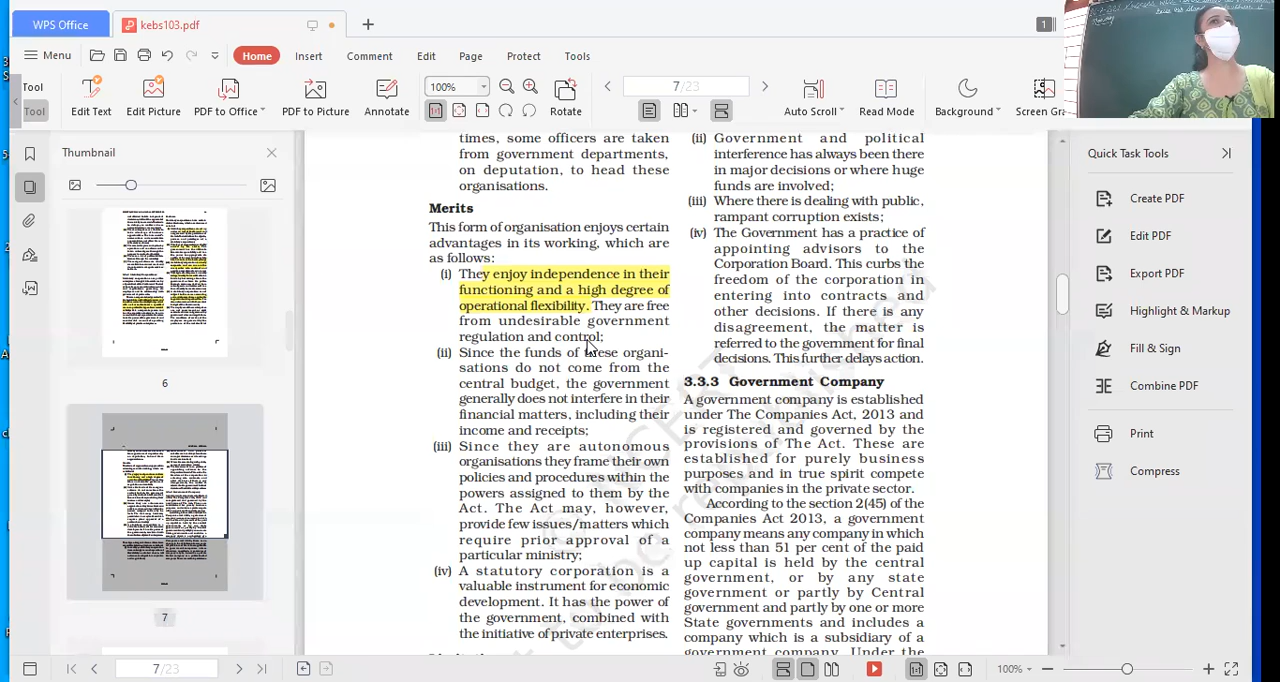 WPS Office
kebs103.pdf
1
Menu
Home
Insert
Comment
Edit
Page
Protect
Tools
Tool
Tool
Edit Text
Edit Picture
PDF to Office
PDF to Picture
Annotate
100%
Rotate
7/23
Auto Scroll
Read Mode
Background
Screen Gra
Thumbnail
6
7
times, some officers are taken
from government departments,
on deputation, to head these
organisations.
Merits
This form of organisation enjoys certain
advantages in its working, which are
as follows:
(i) They enjoy independence in their
functioning and a high degree of
operational flexibility. They are free
from undesirable government
regulation and control;
(ii) Since the funds of these organi-
sations do not come from the
central budget, the government
generally does not interfere in their
financial matters, including their
income and receipts;
(iii) Since they are autonomous
organisations they frame their own
policies and procedures within the
powers assigned to them by the
Act. The Act may, however,
provide few issues/matters which
require prior approval of a
particular ministry;
(iv) A statutory corporation is a
valuable instrument for economic
development. It has the power of
the government, combined with
the initiative of private enterprises.
(ii) Government and political
interference has always been there
in major decisions or where huge
funds are involved;
(iii) Where there is dealing with public,
rampant corruption exists;
(iv) The Government has a practice of
appointing advisors to the
Corporation Board. This curbs the
freedom of the corporation in
entering into contracts and
other decisions. If there is any
disagreement, the matter is
referred to the government for final
decisions. This further delays action.
3.3.3 Government Company
A government company is established
under The Companies Act, 2013 and
is registered and governed by the
provisions of The Act. These are
established for purely business
purposes and in true spirit compete
with companies in the private sector.
According to the section 2(45) of the
Companies Act 2013, a government
company means any company in which
not less than 51 per cent of the paid
up capital is held by the central
government, or by any state
government or partly by Central
government and partly by one or more
State governments and includes a
company which is a subsidiary of a
government company. Under the
Quick Task Tools
Create PDF
Edit PDF
Export PDF
Highlight & Markup
Fill & Sign
Combine PDF
Print
Compress
7/23
100%